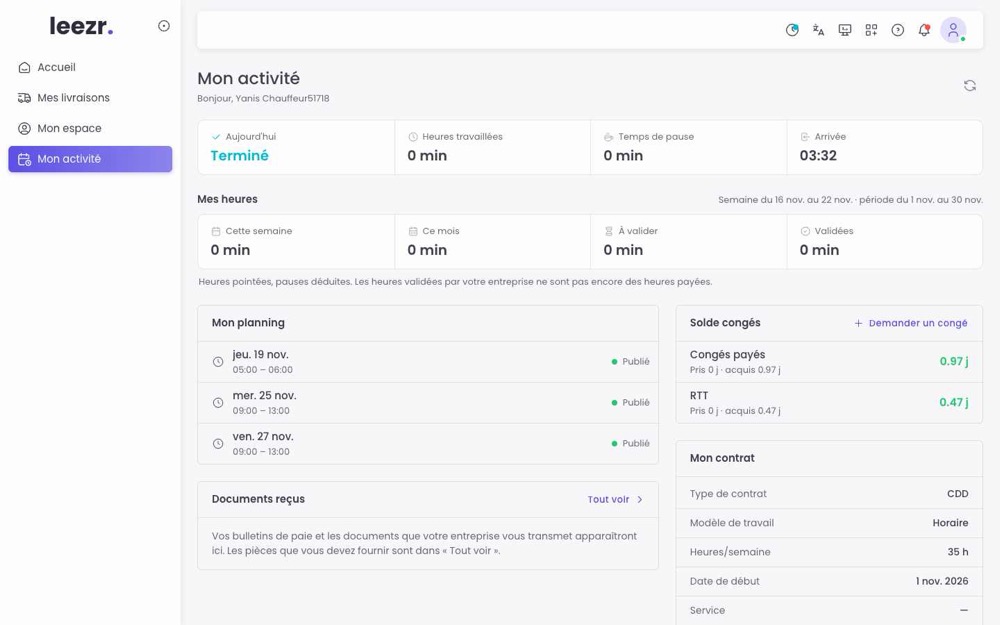 leezr.
Accueil
Mes livraisons
Mon espace
Mon activité
Mon activité
Bonjour, Yanis Chauffeur51718
Aujourd'hui
Terminé
Heures travaillées
0 min
Temps de pause
0 min
Arrivée
03:32
Mes heures
Semaine du 16 nov. au 22 nov. · période du 1 nov. au 30 nov.
Cette semaine
0 min
Ce mois
0 min
À valider
0 min
Validées
0 min
Heures pointées, pauses déduites. Les heures validées par votre entreprise ne sont pas encore des heures payées.
Mon planning
jeu. 19 nov.
05:00 – 06:00
Publié
mer. 25 nov.
09:00 – 13:00
Publié
ven. 27 nov.
09:00 – 13:00
Publié
Documents reçus
Tout voir
Vos bulletins de paie et les documents que votre entreprise vous transmet apparaîtront
ici. Les pièces que vous devez fournir sont dans « Tout voir ».
Solde congés
Demander un congé
Congés payés
Pris 0 j · acquis 0.97 j
0.97 j
RTT
Pris 0 j · acquis 0.47 j
0.47 j
Mon contrat
Type de contrat
CDD
Modèle de travail
Horaire
Heures/semaine
35 h
Date de début
1 nov. 2026
Service
—